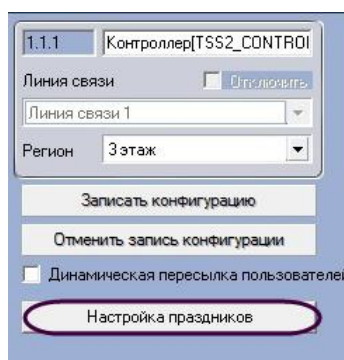 1.1.1 Контроллер[TSS2_CONTROI
Линия связи Отключить
Линия связи 1
Регион 3 этаж
Записать конфигурацию
Отменить запись конфигурации
Динамическая пересылка пользователей
Настройка праздников